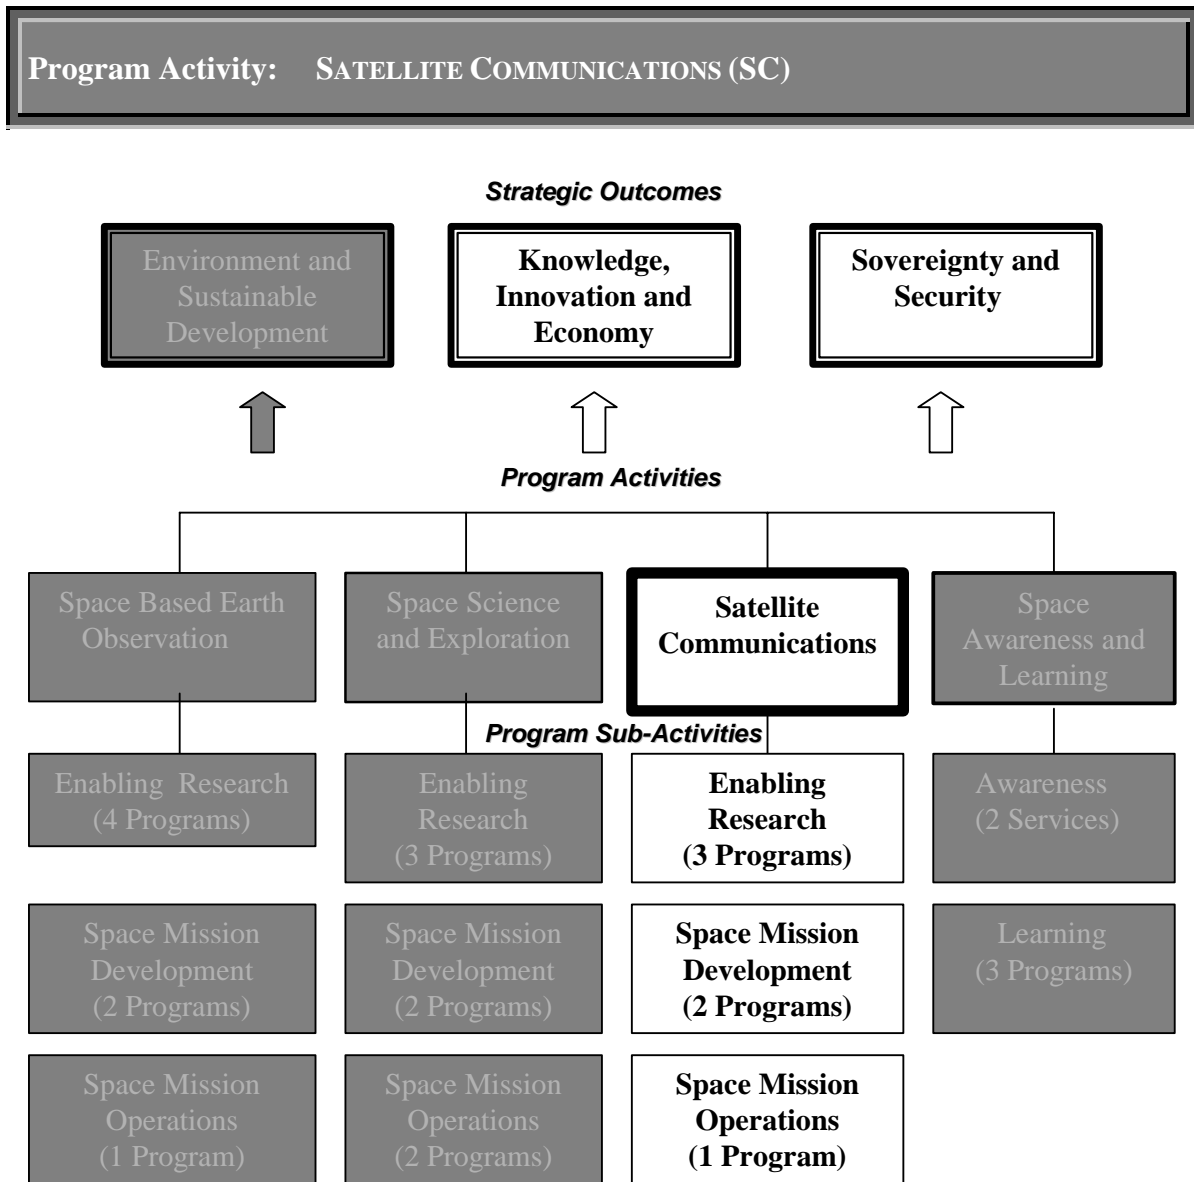 Program Activity: SATELLITE COMMUNICATIONS (SC)
Strategic Outcomes
Environment and
Sustainable
Development
Knowledge,
Innovation and
Economy
Sovereignty and
Security
Program Activities
Space Based Earth
Observation
Space Science
and Exploration
Satellite
Communications
Space
Awareness and
Learning
Program Sub-Activities
Enabling Research
(4 Programs)
Enabling
Research
(3 Programs)
Enabling
Research
(3 Programs)
Awareness
(2 Services)
Space Mission
Development
(2 Programs)
Space Mission
Development
(2 Programs)
Space Mission
Development
(2 Programs)
Learning
(3 Programs)
Space Mission
Operations
(1 Program)
Space Mission
Operations
(2 Programs)
Space Mission
Operations
(1 Program)